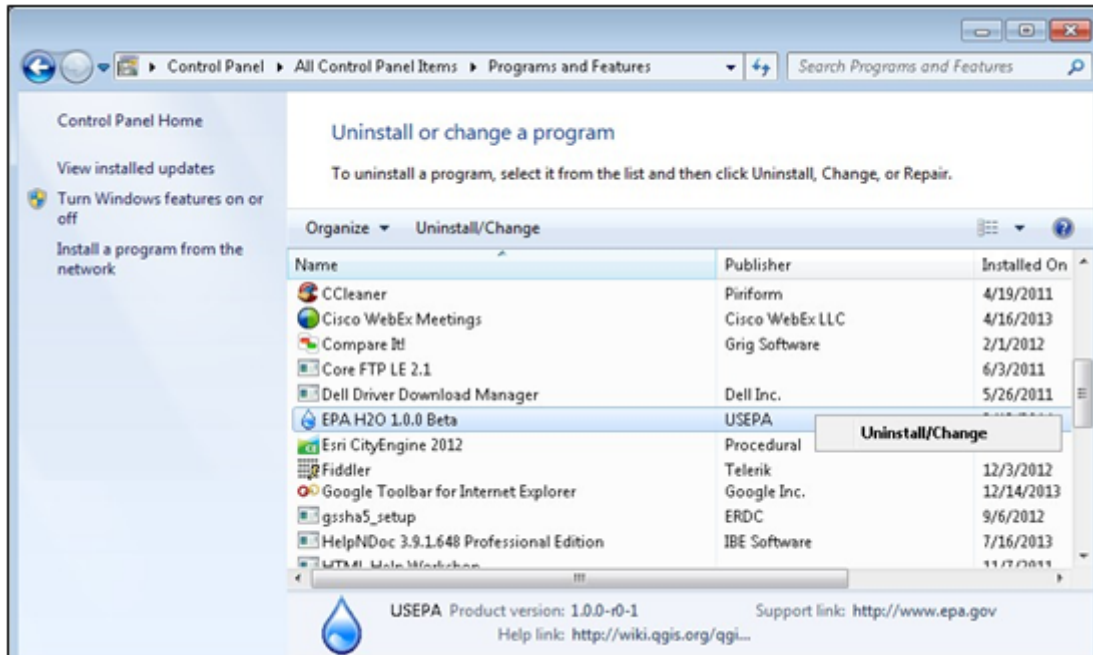 Control Panel All Control Panel Items Programs and Features Search Programs and Features
Control Panel Home
View installed updates
Turn Windows features on or
off
Install a program from the
network
Uninstall or change a program
To uninstall a program, select it from the list and then click Uninstall, Change, or Repair.
Organize Uninstall/Change
Name Publisher Installed On
CCleaner Piriform 4/19/2011
Cisco WebEx Meetings Cisco WebEx LLC 4/16/2013
Compare It! Grig Software 2/1/2012
Core FTP LE 2.1 6/3/2011
Dell Driver Download Manager Dell Inc. 5/26/2011
EPA H2O 1.0.0 Beta USEPA
Uninstall/Change
Esri CityEngine 2012 Procedural
Fiddler Telerik 12/3/2012
Google Toolbar for Internet Explorer Google Inc. 12/14/2013
gssha5_setup ERDC 9/6/2012
HelpNDoc 3.9.1.648 Professional Edition IBE Software 7/16/2013
HTML Help Workshop 11/7/2011
USEPA Product version: 1.0.0-r0-1 Support link: http://www.epa.gov
Help link: http://wiki.qgis.org/qgi...